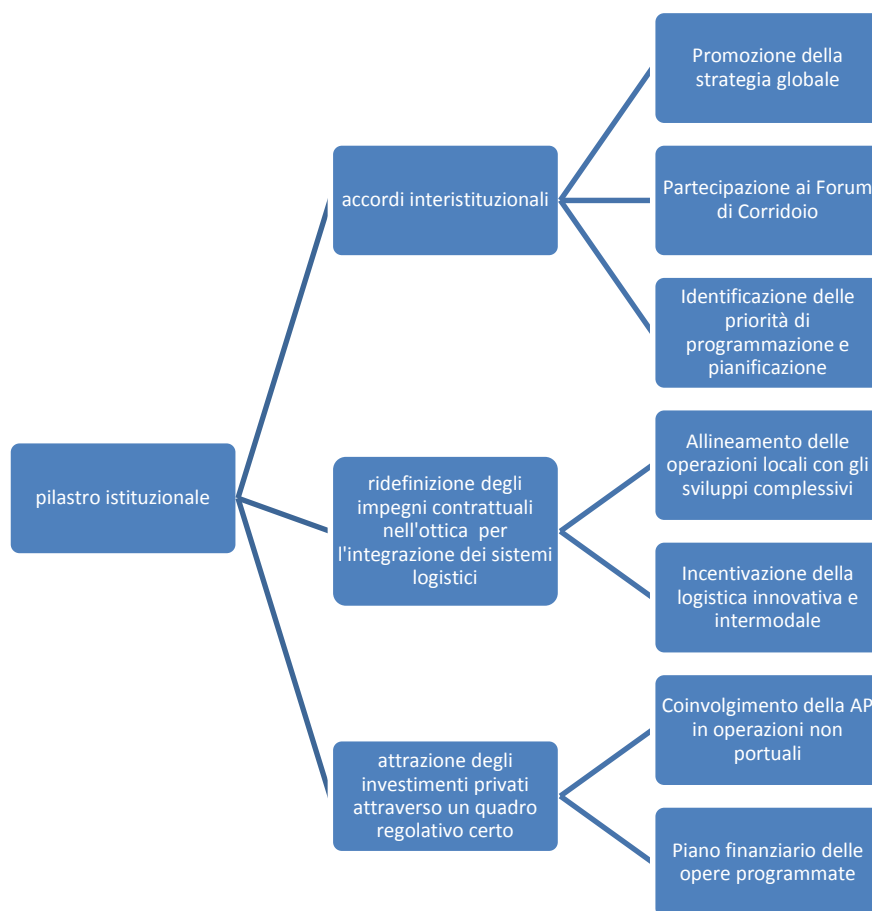 pilastro istituzionale
accordi interistituzionali
Promozione della
strategia globale
Partecipazione ai Forum
di Corridoio
Identificazione delle
priorità di
programmazione e
pianificazione
ridefinizione degli
impegni contrattuali
nell'ottica  per
l'integrazione dei sistemi
logistici
Allineamento delle
operazioni locali con gli
sviluppi complessivi
Incentivazione della
logistica innovativa e
intermodale
attrazione degli
investimenti privati
attraverso un quadro
regolativo certo
Coinvolgimento della AP
in operazioni non
portuali
Piano finanziario delle
opere programmate